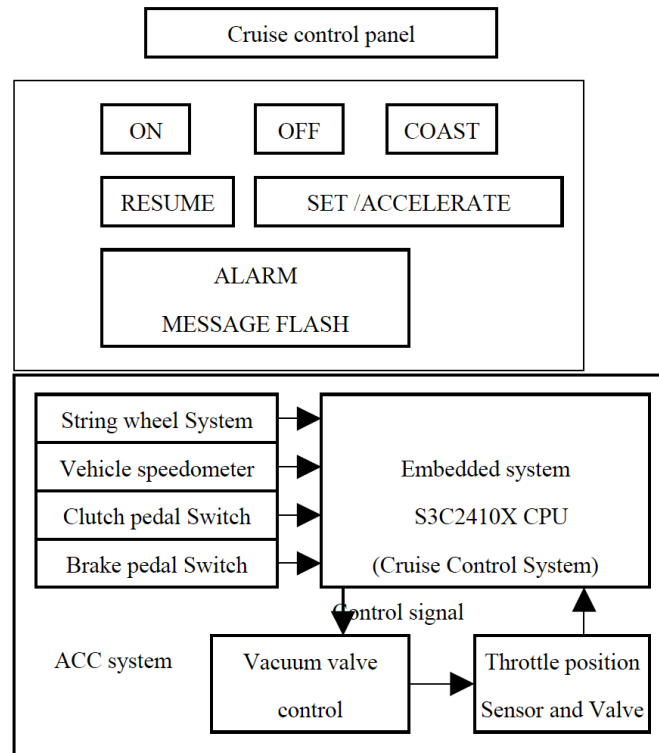 Cruise control panel
ON
OFF
COAST
RESUME
SET /ACCELERATE
ALARM
MESSAGE FLASH
String wheel System
Vehicle speedometer
Clutch pedal Switch
Brake pedal Switch
Embedded system
S3C2410X CPU
(Cruise Control System)
Control signal
ACC system
Vacuum valve
control
Throttle position
Sensor and Valve